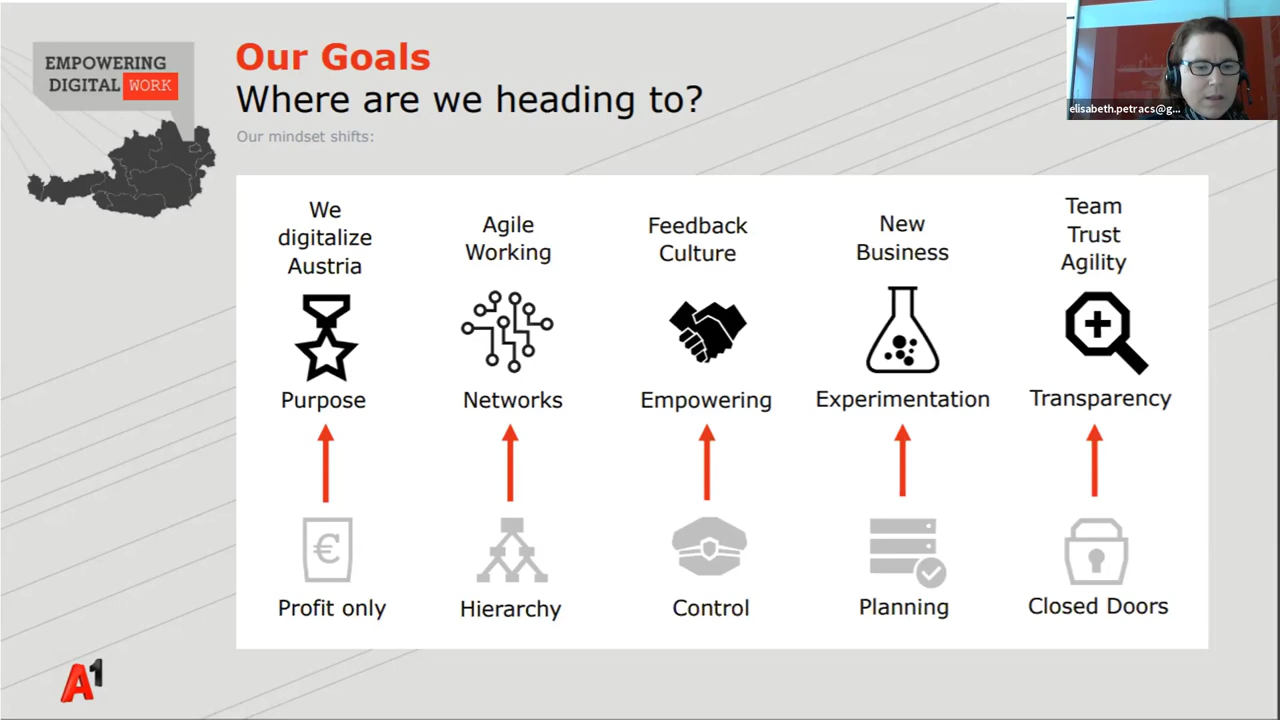 EMPOWERING
DIGITAL WORK
Our Goals
Where are we heading to?
Our mindset shifts:
elisabeth.petracs@g...
We
digitalize
Austria
Agile
Working
Feedback
Culture
New
Business
Team
Trust
Agility
Purpose
Networks
Empowering
Experimentation
Transparency
€
Profit only
Hierarchy
Control
Planning
Closed Doors
A1